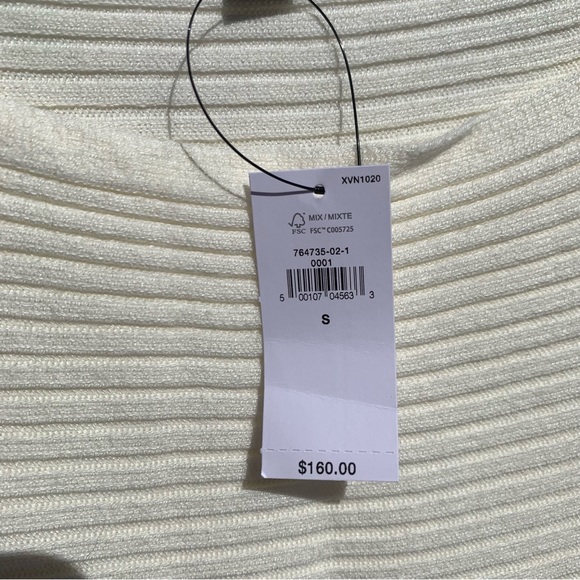 XVN1020
MIX / MIXTE
FSC FSC™ C005725
764735-02-1
0001
5 00107 04563 3
S
$160.00